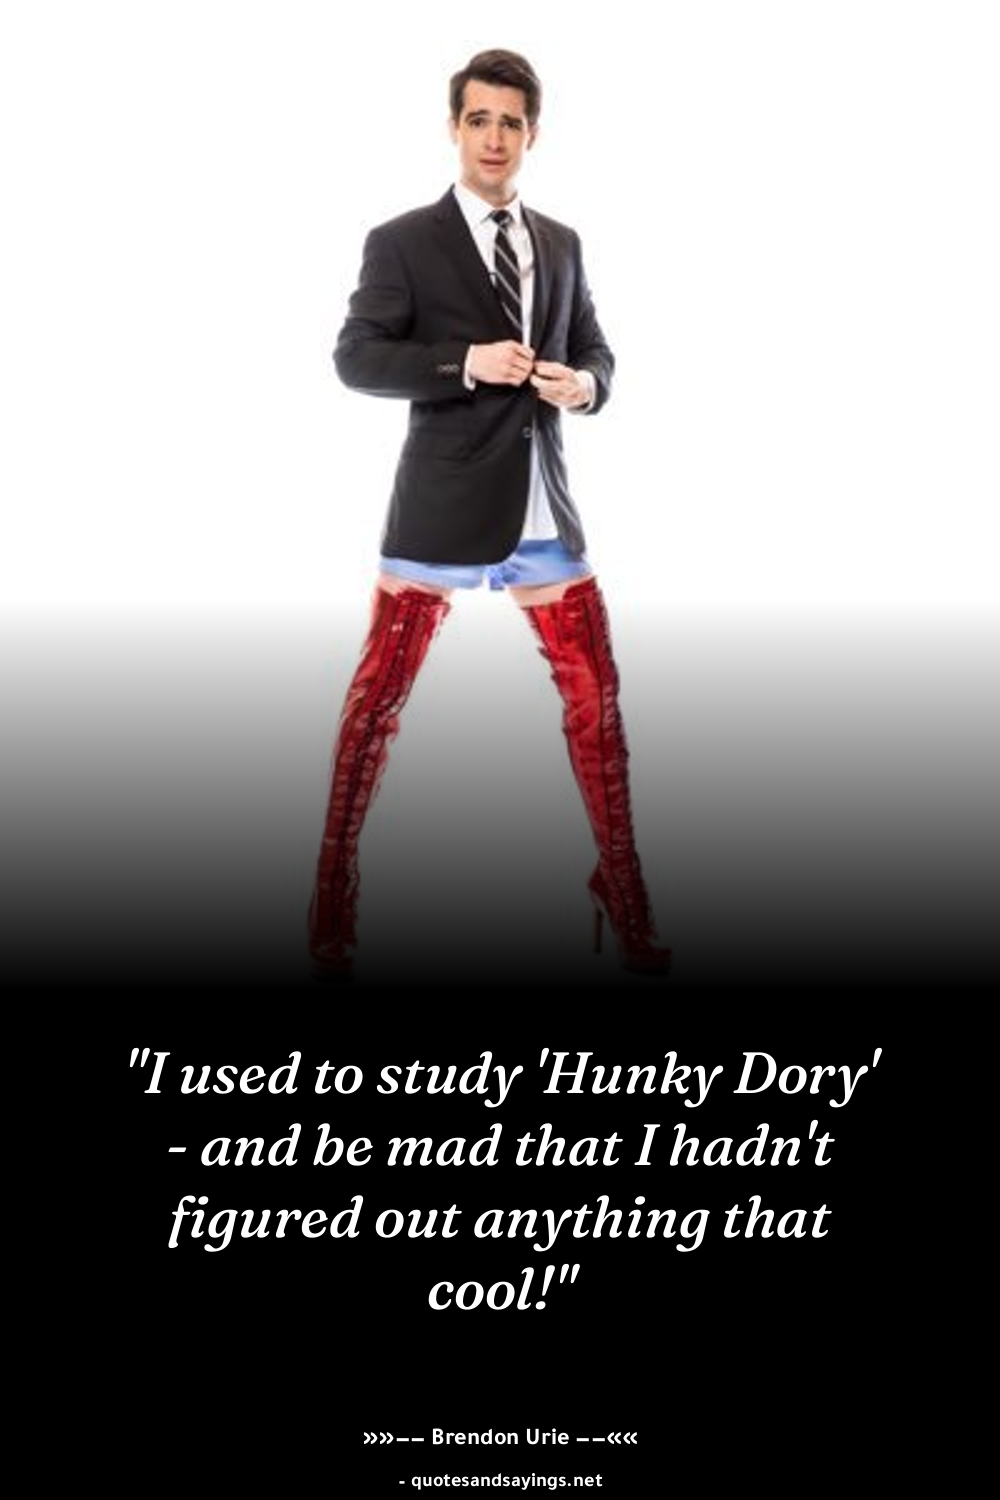 "I used to study 'Hunky Dory'
- and be mad that I hadn't
figured out anything that
cool!"
»»—— Brendon Urie ——««
- quotesandsayings.net